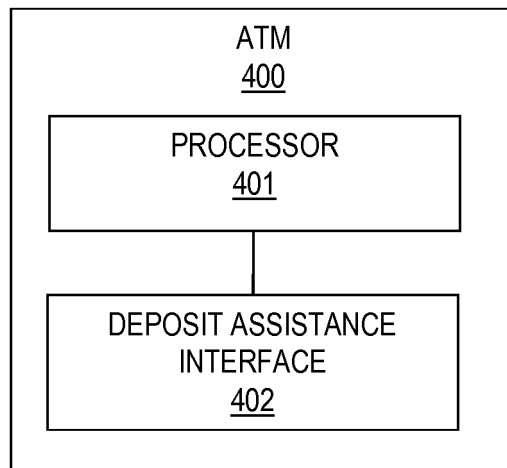 ATM
400
PROCESSOR
401
DEPOSIT ASSISTANCE
INTERFACE
402